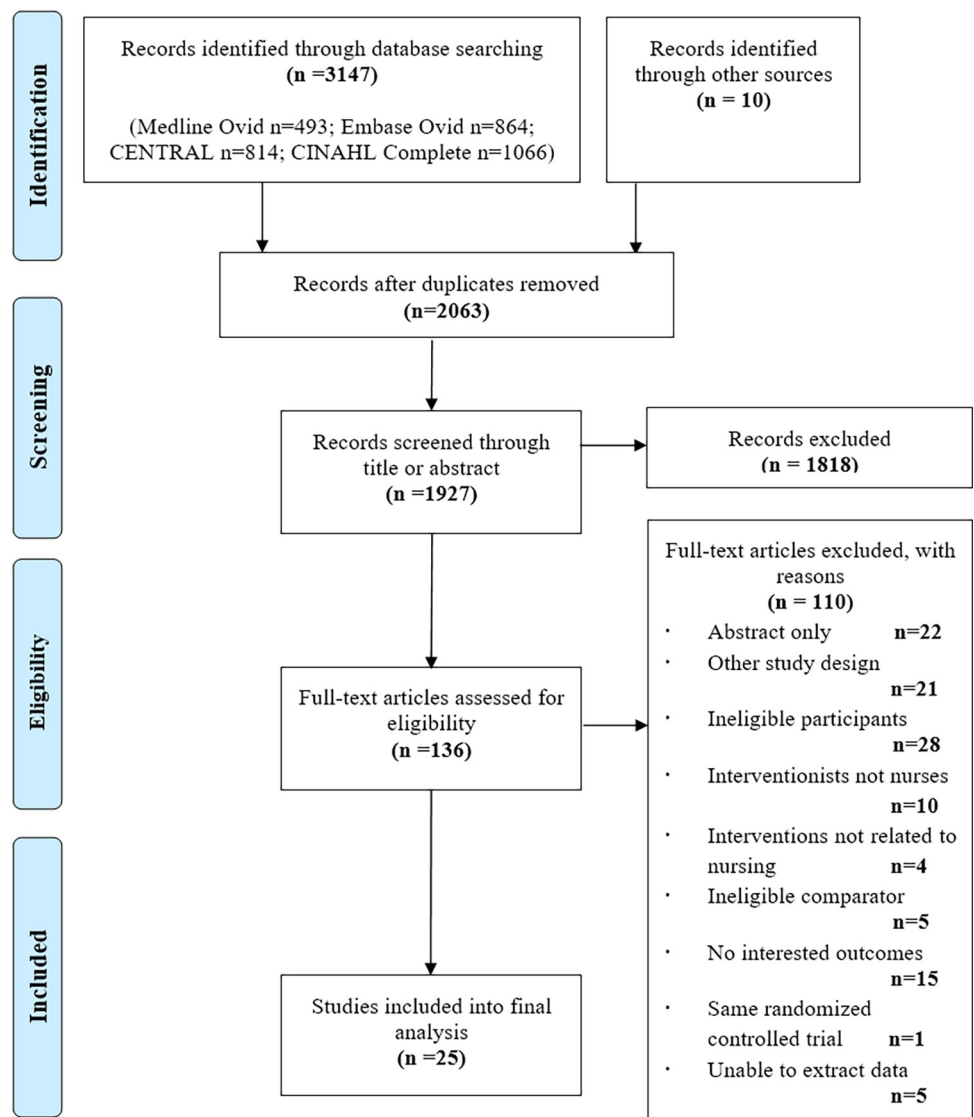 Identification
Records identified through database searching
(n =3147)
(Medline Ovid n=493; Embase Ovid n=864;
CENTRAL n=814; CINAHL Complete n=1066)
Records identified
through other sources
(n = 10)
Records after duplicates removed
(n=2063)
Screening
Records screened through
title or abstract
(n =1927)
Records excluded
(n = 1818)
Eligibility
Full-text articles assessed for
eligibility
(n =136)
Full-text articles excluded, with
reasons
(n = 110)
· Abstract only n=22
· Other study design
n=21
· Ineligible participants
n=28
· Interventionists not nurses
n=10
· Interventions not related to
nursing n=4
· Ineligible comparator
n=5
· No interested outcomes
n=15
· Same randomized
controlled trial n=1
· Unable to extract data
n=5
Included
Studies included into final
analysis
(n =25)